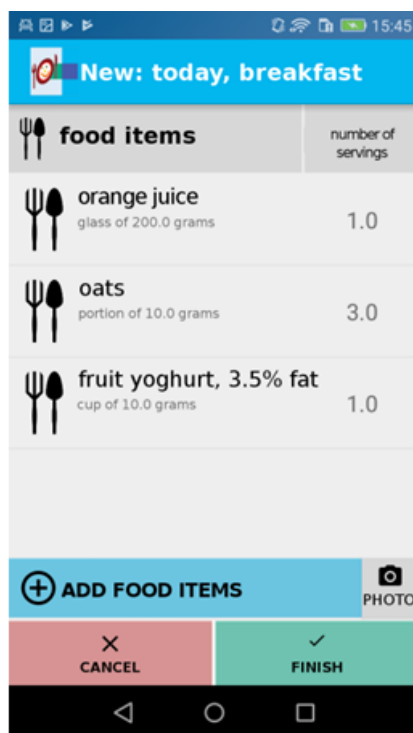 15:45
New: today, breakfast
food items
number of
servings
orange juice
glass of 200.0 grams
1.0
oats
portion of 10.0 grams
3.0
fruit yoghurt, 3.5% fat
cup of 10.0 grams
1.0
ADD FOOD ITEMS
PHOTO
CANCEL
FINISH